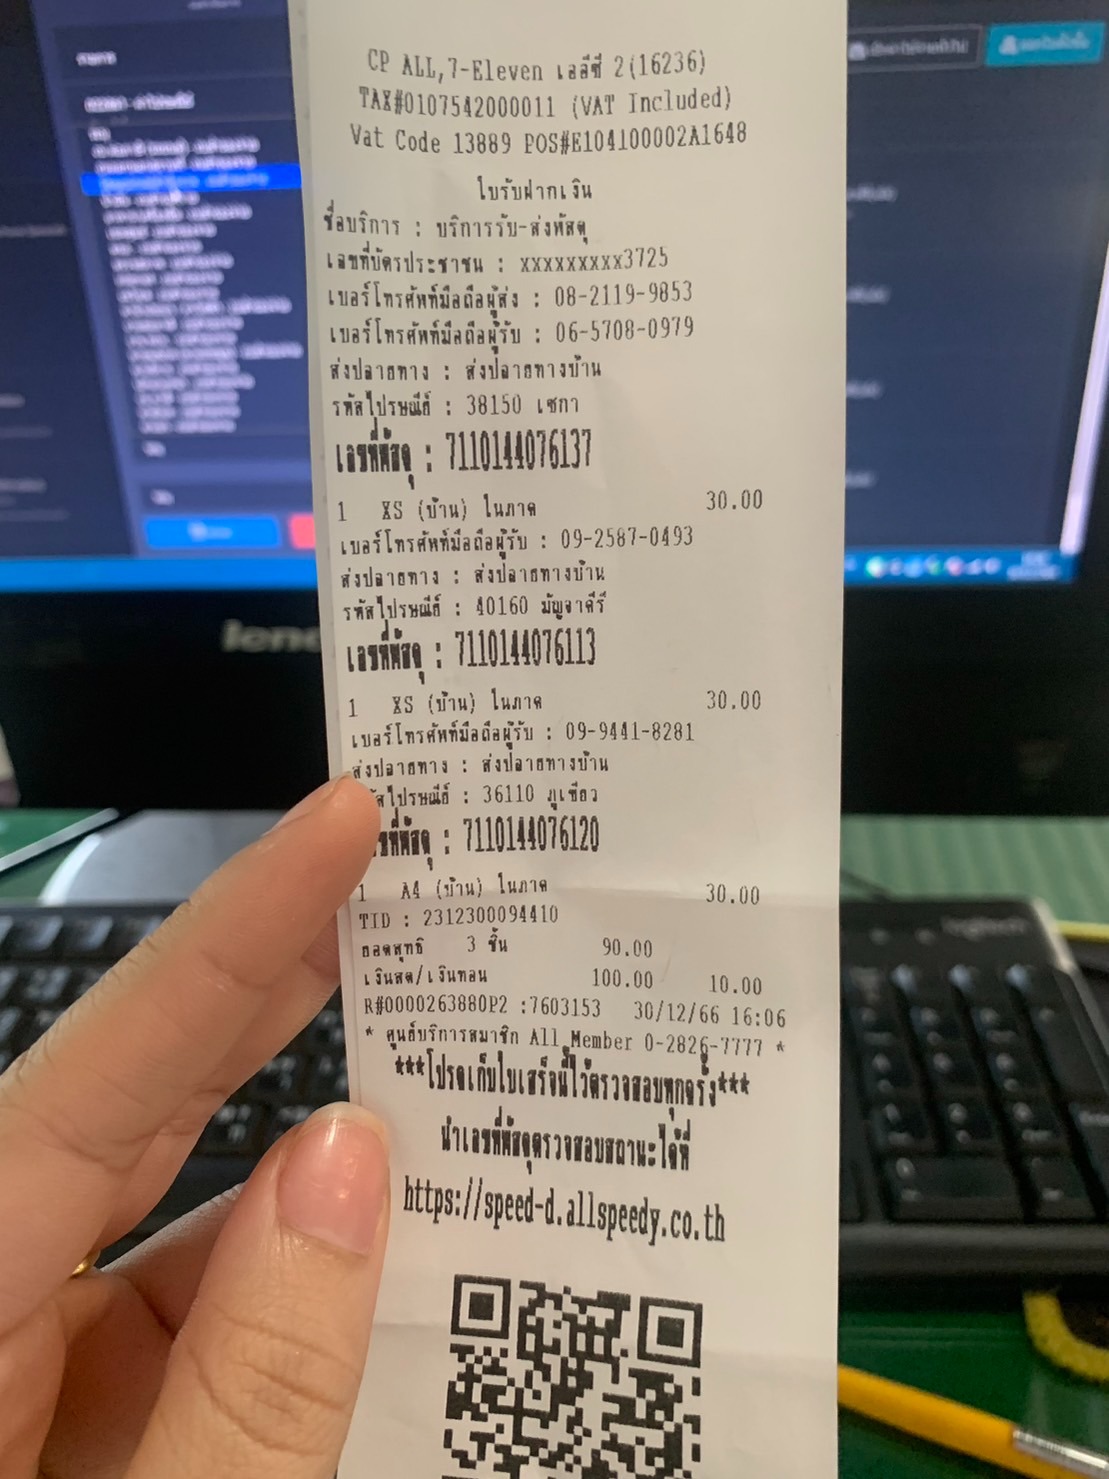 CP ALL,7-Eleven เลลีซี่ 2(16236)
TAX#0107542000011 (VAT Included)
Vat Code 13889 POS#E104100002A1648
ใบรับฝากเงิน
ชื่อบริการ : บริการรับ-ส่งพัสดุ
เลขที่บัตรประชาชน : xxxxxxxxx3725
เบอร์โทรศัพท์มือถือผู้ส่ง : 08-2119-9853
เบอร์โทรศัพท์มือถือผู้รับ : 06-5708-0979
ส่งปลายทาง : ส่งปลายทางบ้าน
รหัสไปรษณีย์ : 38150 เซกา
เลขที่พัสดุ : 7110144076137
1 XS (บ้าน) ในภาค 30.00
เบอร์โทรศัพท์มือถือผู้รับ : 09-2587-0493
ส่งปลายทาง : ส่งปลายทางบ้าน
รหัสไปรษณีย์ : 40160 มัญจาคีรี
เลขที่พัสดุ : 7110144076113
1 XS (บ้าน) ในภาค 30.00
เบอร์โทรศัพท์มือถือผู้รับ : 09-9441-8281
ส่งปลายทาง : ส่งปลายทางบ้าน
สไปรษณีย์ : 36110 ภูเขียว
ขที่พัสดุ : 7110144076120
1 A4 (บ้าน) ในภาค 30.00
TID : 2312300094410
ยอดสุทธิ 3 ชิ้น 90.00
เงินสด/เงินทอน 100.00 10.00
R#0000263880P2 :7603153 30/12/66 16:06
* ศูนย์บริการสมาชิก All Member 0-2826-7777 *
***โปรดเก็บใบเสร็จนี้ไว้ตรวจสอบทุกครั้ง***
นำเลขที่พัสดุตรวจสอบสถานะได้ที่
https://speed-d.allspeedy.co.th
logitech